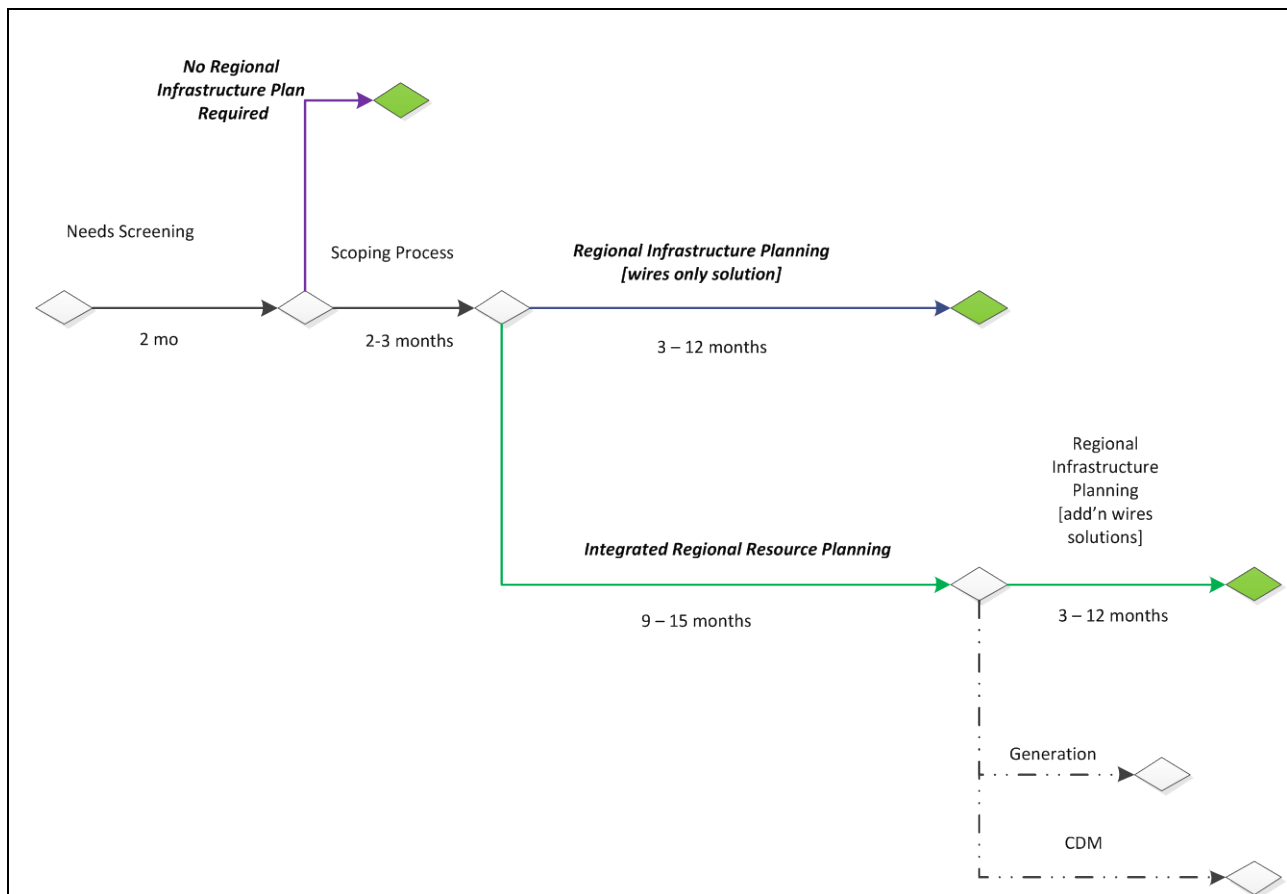 No Regional
Infrastructure Plan
Required
Needs Screening
Scoping Process
Regional Infrastructure Planning
[wires only solution]
2 mo
2-3 months
3 – 12 months
Regional
Infrastructure
Planning
[add’n wires
solutions]
Integrated Regional Resource Planning
9 – 15 months
3 – 12 months
Generation
CDM